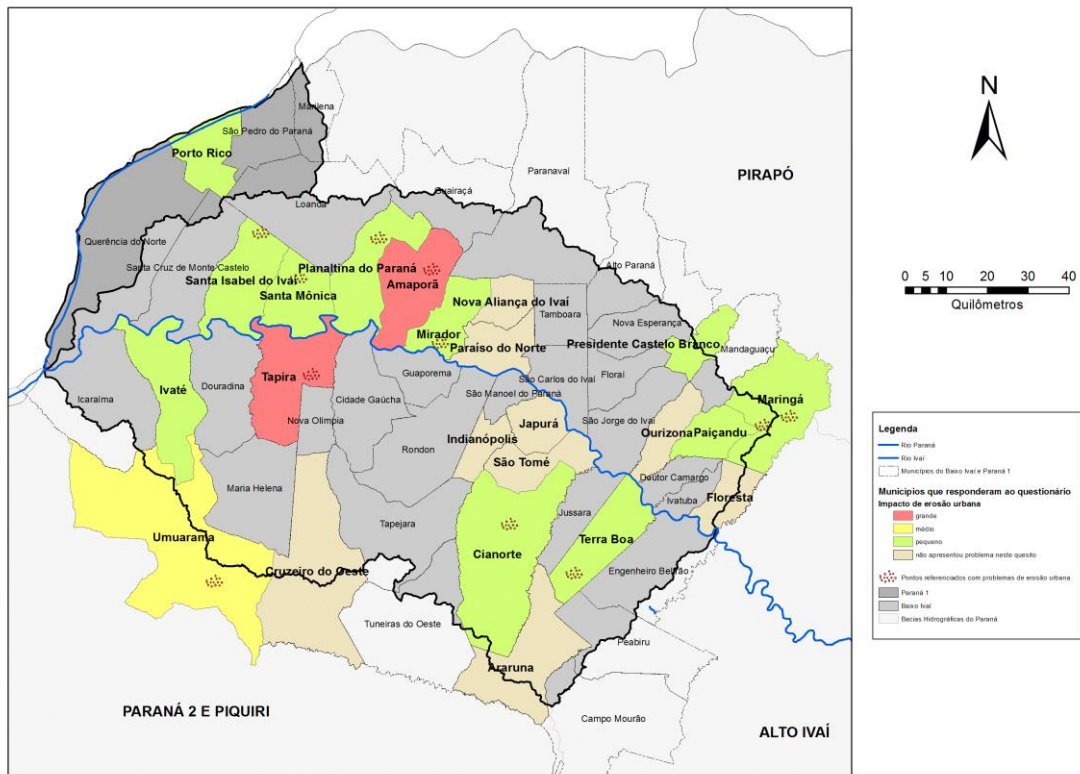 Marilena
São Pedro do Paraná
Porto Rico
Paranavaí
PIRAPÓ
Guairaçá
Loanda
Querência do Norte
Santa Cruz de Monte Castelo
Alto Paraná
Santa Isabel do Ivaí
Planaltina do Paraná
Amaporã
Santa Mônica
Nova Aliança do Ivaí
Tamboara
Nova Esperança
Mirador
Paraíso do Norte
Presidente Castelo Branco
Mandaguaçu
Ivaté
Douradina
Tapira
Guaporema
São Carlos do Ivaí
Floraí
Icaraíma
Cidade Gaúcha
São Manoel do Paraná
Maringá
Nova Olímpia
Rondon
Japurá
São Jorge do Ivaí
Ourizona
Paiçandu
Indianópolis
São Tomé
Maria Helena
Doutor Camargo
Ivatuba
Floresta
Tapejara
Jussara
Umuarama
Cianorte
Terra Boa
Cruzeiro do Oeste
Engenheiro Beltrão
Tuneiras do Oeste
Peabiru
Araruna
Campo Mourão
PARANÁ 2 E PIQUIRI
ALTO IVAÍ
N
0 5 10 20 30 40
Quilômetros
Legenda
Rio Paraná
Rio Ivaí
Municípios do Baixo Ivaí e Paraná 1
Municípios que responderam ao questionário
Impacto de erosão urbana
grande
médio
pequeno
não apresentou problema neste quesito
Pontos referenciados com problemas de erosão urbana
Paraná 1
Baixo Ivaí
Bacias Hidrográficas do Paraná